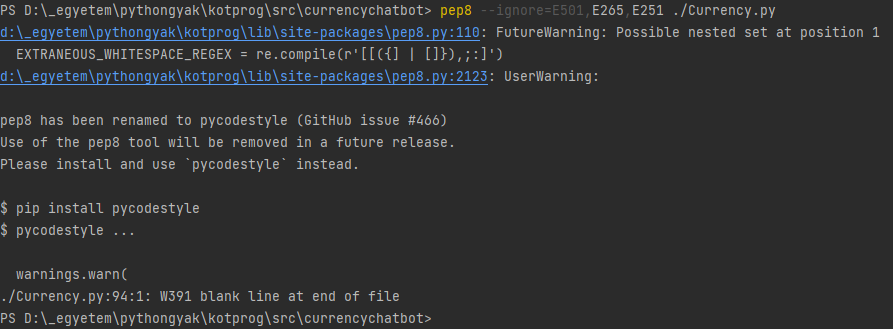 PS D:\_egyetem\pythongyak\kotprog\src\currencychatbot> pep8 --ignore=E501,E265,E251 ./Currency.py
d:\_egyetem\pythongyak\kotprog\lib\site-packages\pep8.py:110: FutureWarning: Possible nested set at position 1
  EXTRANEOUS_WHITESPACE_REGEX = re.compile(r'[[({] | []}),;:]')
d:\_egyetem\pythongyak\kotprog\lib\site-packages\pep8.py:2123: UserWarning:
pep8 has been renamed to pycodestyle (GitHub issue #466)
Use of the pep8 tool will be removed in a future release.
Please install and use `pycodestyle` instead.
$ pip install pycodestyle
$ pycodestyle ...
  warnings.warn(
./Currency.py:94:1: W391 blank line at end of file
PS D:\_egyetem\pythongyak\kotprog\src\currencychatbot>